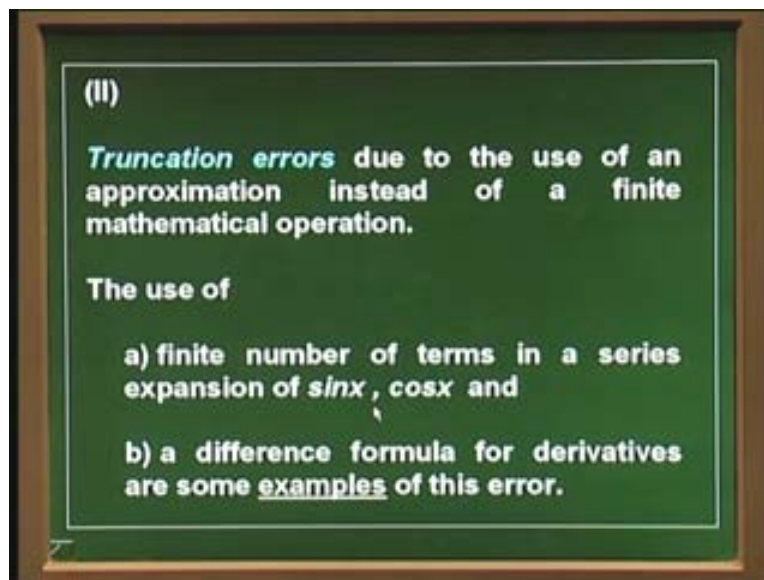 (II)
Truncation errors due to the use of an
approximation instead of a finite
mathematical operation.
The use of
a) finite number of terms in a series
expansion of sinx , cosx and
b) a difference formula for derivatives
are some examples of this error.